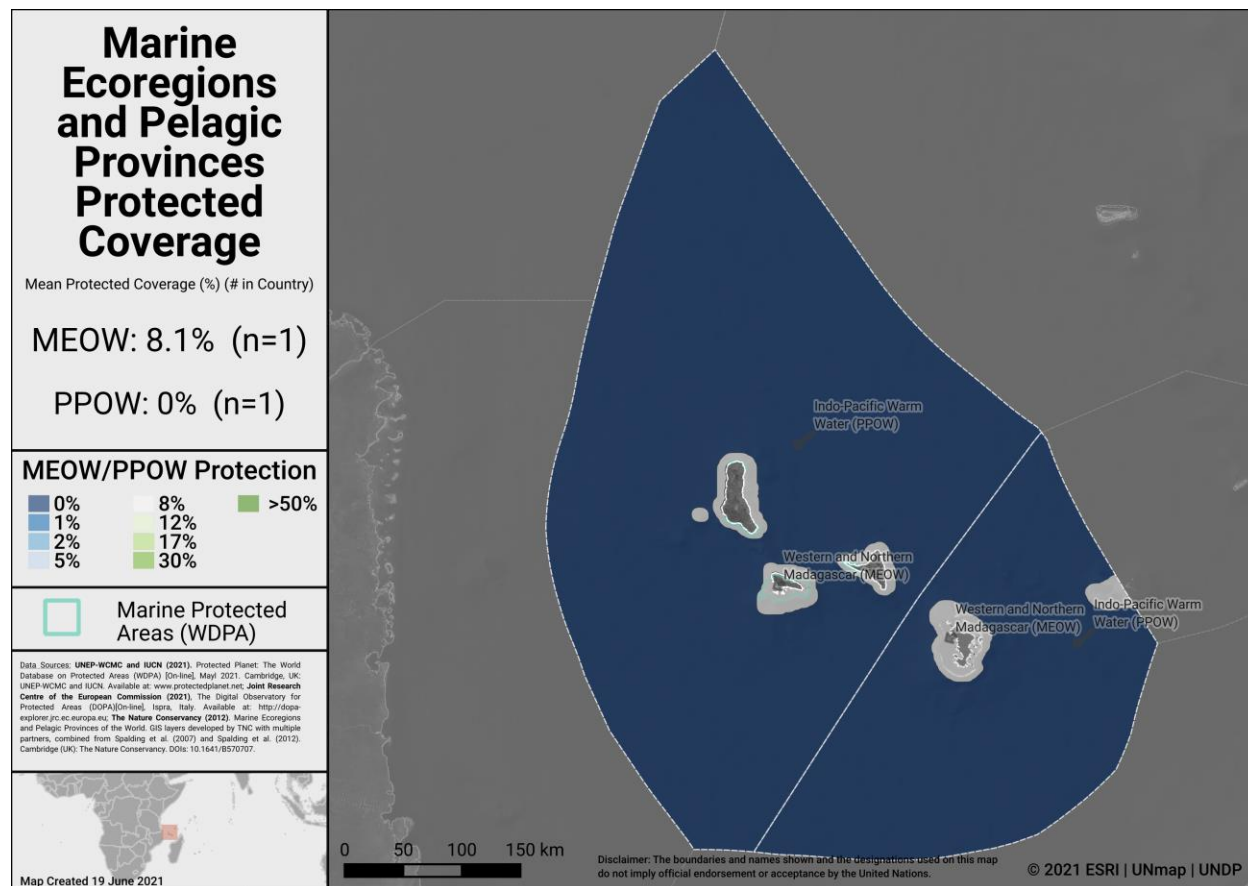 Marine
Ecoregions
and Pelagic
Provinces
Protected
Coverage
Mean Protected Coverage (%) (# in Country)
MEOW: 8.1% (n=1)
PPOW: 0% (n=1)
MEOW/PPOW Protection
0%
1%
2%
5%
8%
12%
17%
30%
>50%
Marine Protected
Areas (WDPA)
Data Sources: UNEP-WCMC and IUCN (2021). Protected Planet: The World
Database on Protected Areas (WDPA) [On-line], Mayl 2021. Cambridge, UK:
UNEP-WCMC and IUCN. Available at: www.protectedplanet.net; Joint Research
Centre of the European Commission (2021), The Digital Observatory for
Protected Areas (DOPA)[On-line], Ispra, Italy. Available at: http://dopa-
explorer.jrc.ec.europa.eu; The Nature Conservancy (2012). Marine Ecoregions
and Pelagic Provinces of the World. GIS layers developed by TNC with multiple
partners, combined from Spalding et al. (2007) and Spalding et al. (2012).
Cambridge (UK): The Nature Conservancy. DOIs: 10.1641/B570707.
Map Created 19 June 2021
Indo-Pacific Warm
Water (PPOW)
Western and Northern
Madagascar (MEOW)
Western and Northern
Madagascar (MEOW)
Indo-Pacific Warm
Water (PPOW)
0 50 100 150 km
Disclaimer: The boundaries and names shown and the designations used on this map
do not imply official endorsement or acceptance by the United Nations.
© 2021 ESRI | UNmap | UNDP